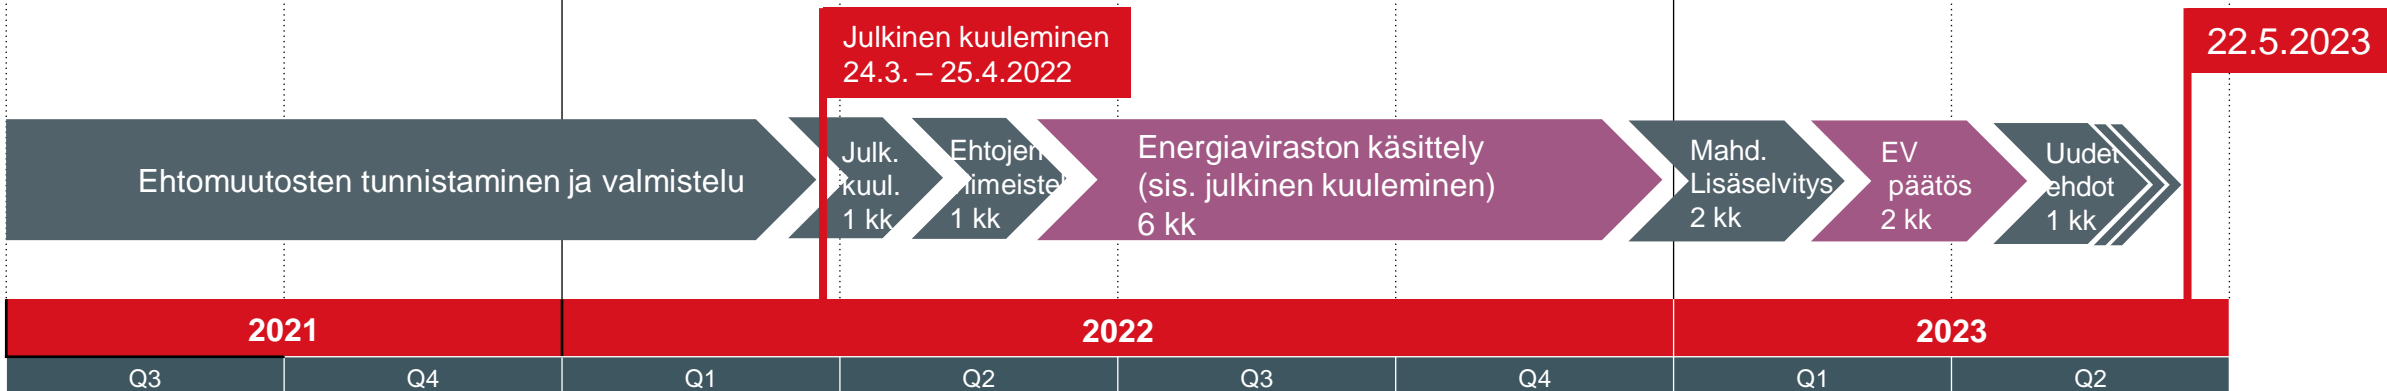 Julkinen kuuleminen
24.3. – 25.4.2022
22.5.2023
Ehtomuutosten tunnistaminen ja valmistelu
Julk.
kuul.
1 kk
Ehtojen
1 kk
Energiaviraston käsittely
(sis. julkinen kuuleminen)
6 kk
Mahd.
Lisäselvitys
2 kk
EV
päätös
2 kk
Uudet
ehdot
1 kk
2021
2022
2023
Q3
Q4
Q1
Q2
Q3
Q4
Q1
Q2